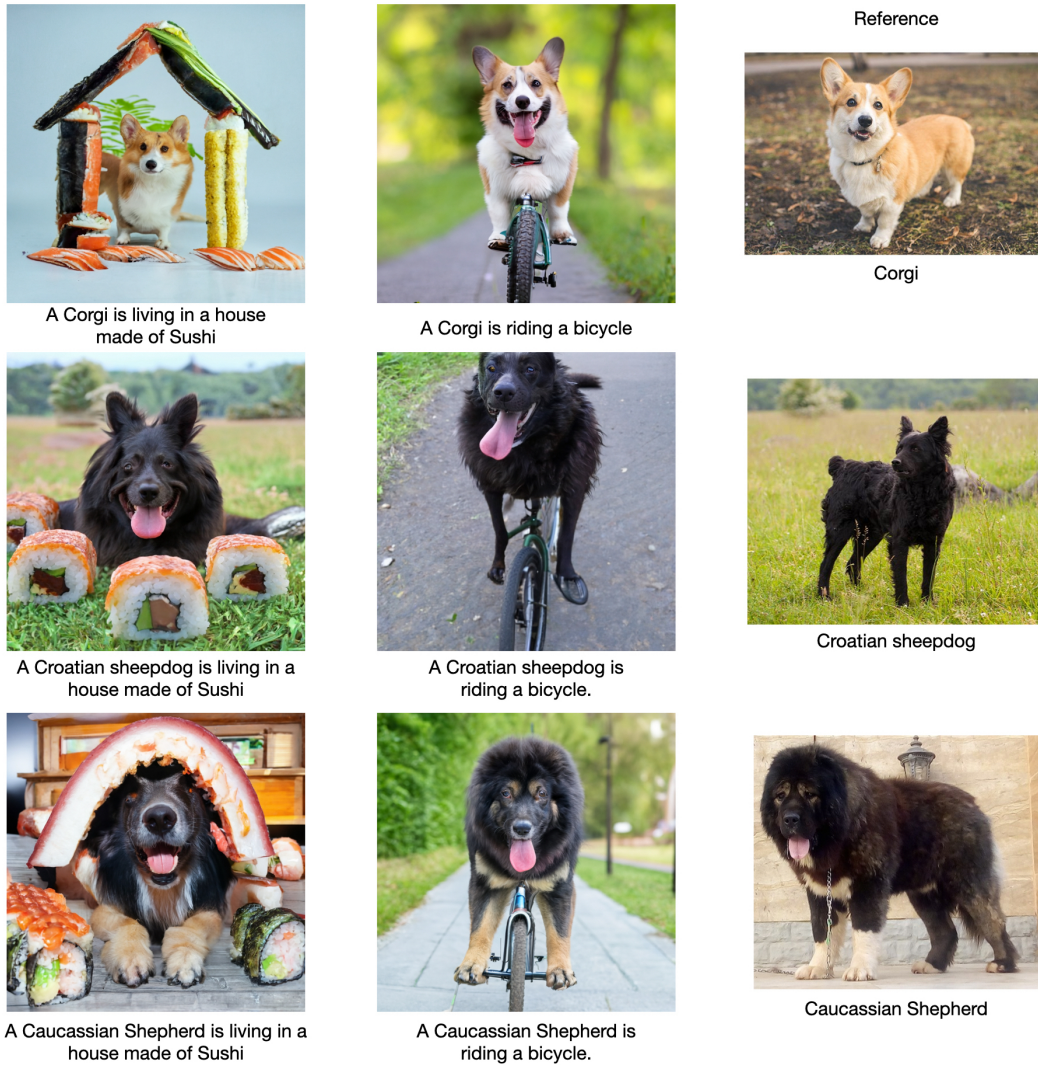 Reference
Corgi
A Corgi is living in a house
made of Sushi
A Corgi is riding a bicycle
A Croatian sheepdog is living in a
house made of Sushi
A Croatian sheepdog is
riding a bicycle.
Croatian sheepdog
A Caucassian Shepherd is living in a
house made of Sushi
A Caucassian Shepherd is
riding a bicycle.
Caucassian Shepherd